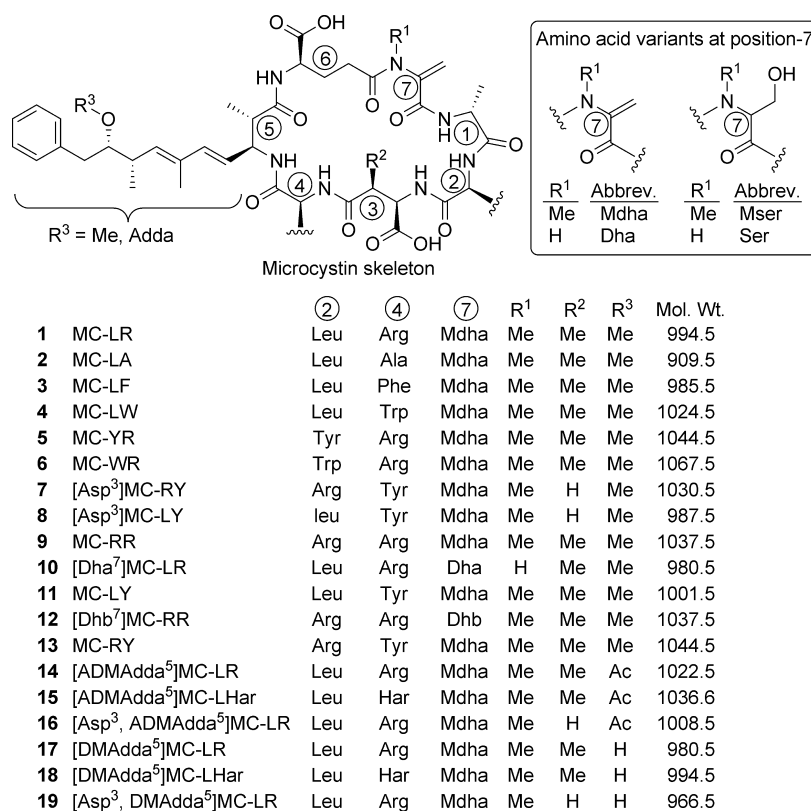 OH
O
R¹
6
HN
O
N
O
7
O
R³
O
5
O
HN
1
O
R²
NH
NH
4
H
N
3
H
N
2
O
O
O
O
OH
R³ = Me, Adda
Microcystin skeleton
Amino acid variants at position-7
R¹
N
7
O
R¹
N
OH
7
O
R¹ Abbrev. R¹ Abbrev.
Me Mdha Me Mser
H Dha H Ser
2 4 7 R¹ R² R³ Mol. Wt.
1 MC-LR Leu Arg Mdha Me Me Me 994.5
2 MC-LA Leu Ala Mdha Me Me Me 909.5
3 MC-LF Leu Phe Mdha Me Me Me 985.5
4 MC-LW Leu Trp Mdha Me Me Me 1024.5
5 MC-YR Tyr Arg Mdha Me Me Me 1044.5
6 MC-WR Trp Arg Mdha Me Me Me 1067.5
7 [Asp³]MC-RY Arg Tyr Mdha Me H Me 1030.5
8 [Asp³]MC-LY leu Tyr Mdha Me H Me 987.5
9 MC-RR Arg Arg Mdha Me Me Me 1037.5
10 [Dha⁷]MC-LR Leu Arg Dha H Me Me 980.5
11 MC-LY Leu Tyr Mdha Me Me Me 1001.5
12 [Dhb⁷]MC-RR Arg Arg Dhb Me Me Me 1037.5
13 MC-RY Arg Tyr Mdha Me Me Me 1044.5
14 [ADMAdda⁵]MC-LR Leu Arg Mdha Me Me Ac 1022.5
15 [ADMAdda⁵]MC-LHar Leu Har Mdha Me Me Ac 1036.6
16 [Asp³, ADMAdda⁵]MC-LR Leu Arg Mdha Me H Ac 1008.5
17 [DMAdda⁵]MC-LR Leu Arg Mdha Me Me H 980.5
18 [DMAdda⁵]MC-LHar Leu Har Mdha Me Me H 994.5
19 [Asp³, DMAdda⁵]MC-LR Leu Arg Mdha Me H H 966.5